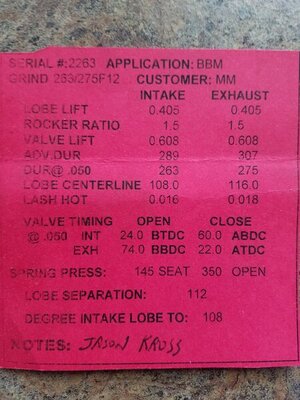 SERIAL #:2263 APPLICATION: BBM
GRIND 263/275F12 CUSTOMER: MM
INTAKE EXHAUST
LOBE LIFT 0.405 0.405
ROCKER RATIO 1.5 1.5
VALVE LIFT 0.608 0.608
ADV.DUR 289 307
DUR@ .050 263 275
LOBE CENTERLINE 108.0 116.0
LASH HOT 0.016 0.018
VALVE TIMING OPEN CLOSE
@ .050 INT 24.0 BTDC 60.0 ABDC
EXH 74.0 BBDC 22.0 ATDC
SPRING PRESS: 145 SEAT 350 OPEN
LOBE SEPARATION: 112
DEGREE INTAKE LOBE TO: 108
NOTES: JASON KRUSS